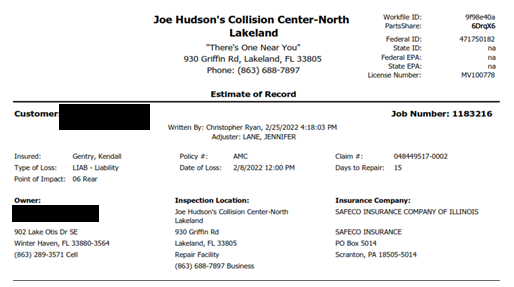 Joe Hudson's Collision Center-North
Lakeland
"There's One Near You"
930 Griffin Rd, Lakeland, FL 33805
Phone: (863) 688-7897
Workfile ID: 9f98e40a
PartsShare: 6DrqX6
Federal ID: 471750182
State ID: na
Federal EPA: na
State EPA: na
License Number: MV100778
Estimate of Record
Customer: Job Number: 1183216
Written By: Christopher Ryan, 2/25/2022 4:18:03 PM
Adjuster: LANE, JENNIFER
Insured: Gentry, Kendall Policy #: AMC Claim #: 048449517-0002
Type of Loss: LIAB - Liability Date of Loss: 2/8/2022 12:00 PM Days to Repair: 15
Point of Impact: 06 Rear
Owner:
902 Lake Otis Dr SE
Winter Haven, FL 33880-3564
(863) 289-3571 Cell
Inspection Location:
Joe Hudson's Collision Center-North
Lakeland
930 Griffin Rd
Lakeland, FL 33805
Repair Facility
(863) 688-7897 Business
Insurance Company:
SAFECO INSURANCE COMPANY OF ILLINOIS
SAFECO INSURANCE
PO Box 5014
Scranton, PA 18505-5014